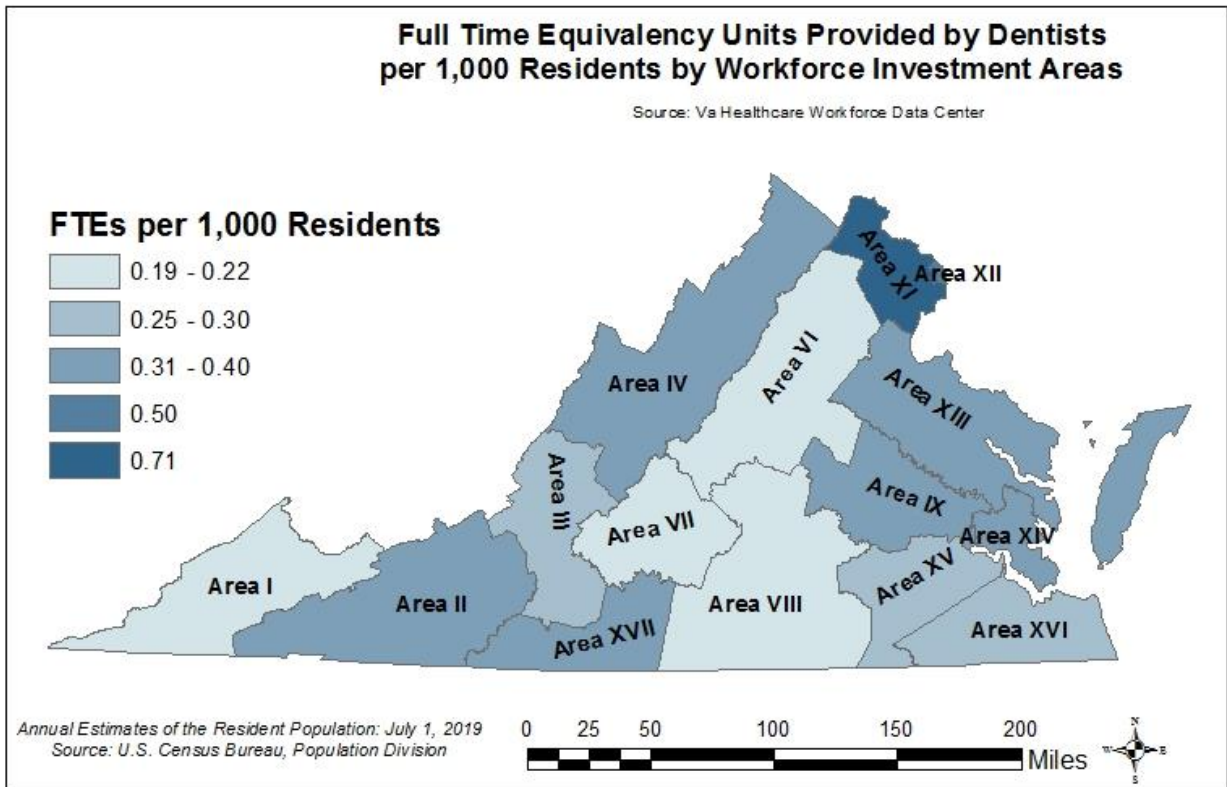 Full Time Equivalency Units Provided by Dentists
per 1,000 Residents by Workforce Investment Areas
Source: Va Healthcare Workforce Data Center
FTEs per 1,000 Residents
0.19 - 0.22
0.25 - 0.30
0.31 - 0.40
0.50
0.71
Area XI
Area XII
Area VI
Area IV
Area XIII
Area III
Area IX
Area VII
Area XIV
Area XV
Area I
Area II
Area VIII
Area XVII
Area XVI
Annual Estimates of the Resident Population: July 1, 2019
Source: U.S. Census Bureau, Population Division
0 25 50 100 150 200
Miles
N
W E
S